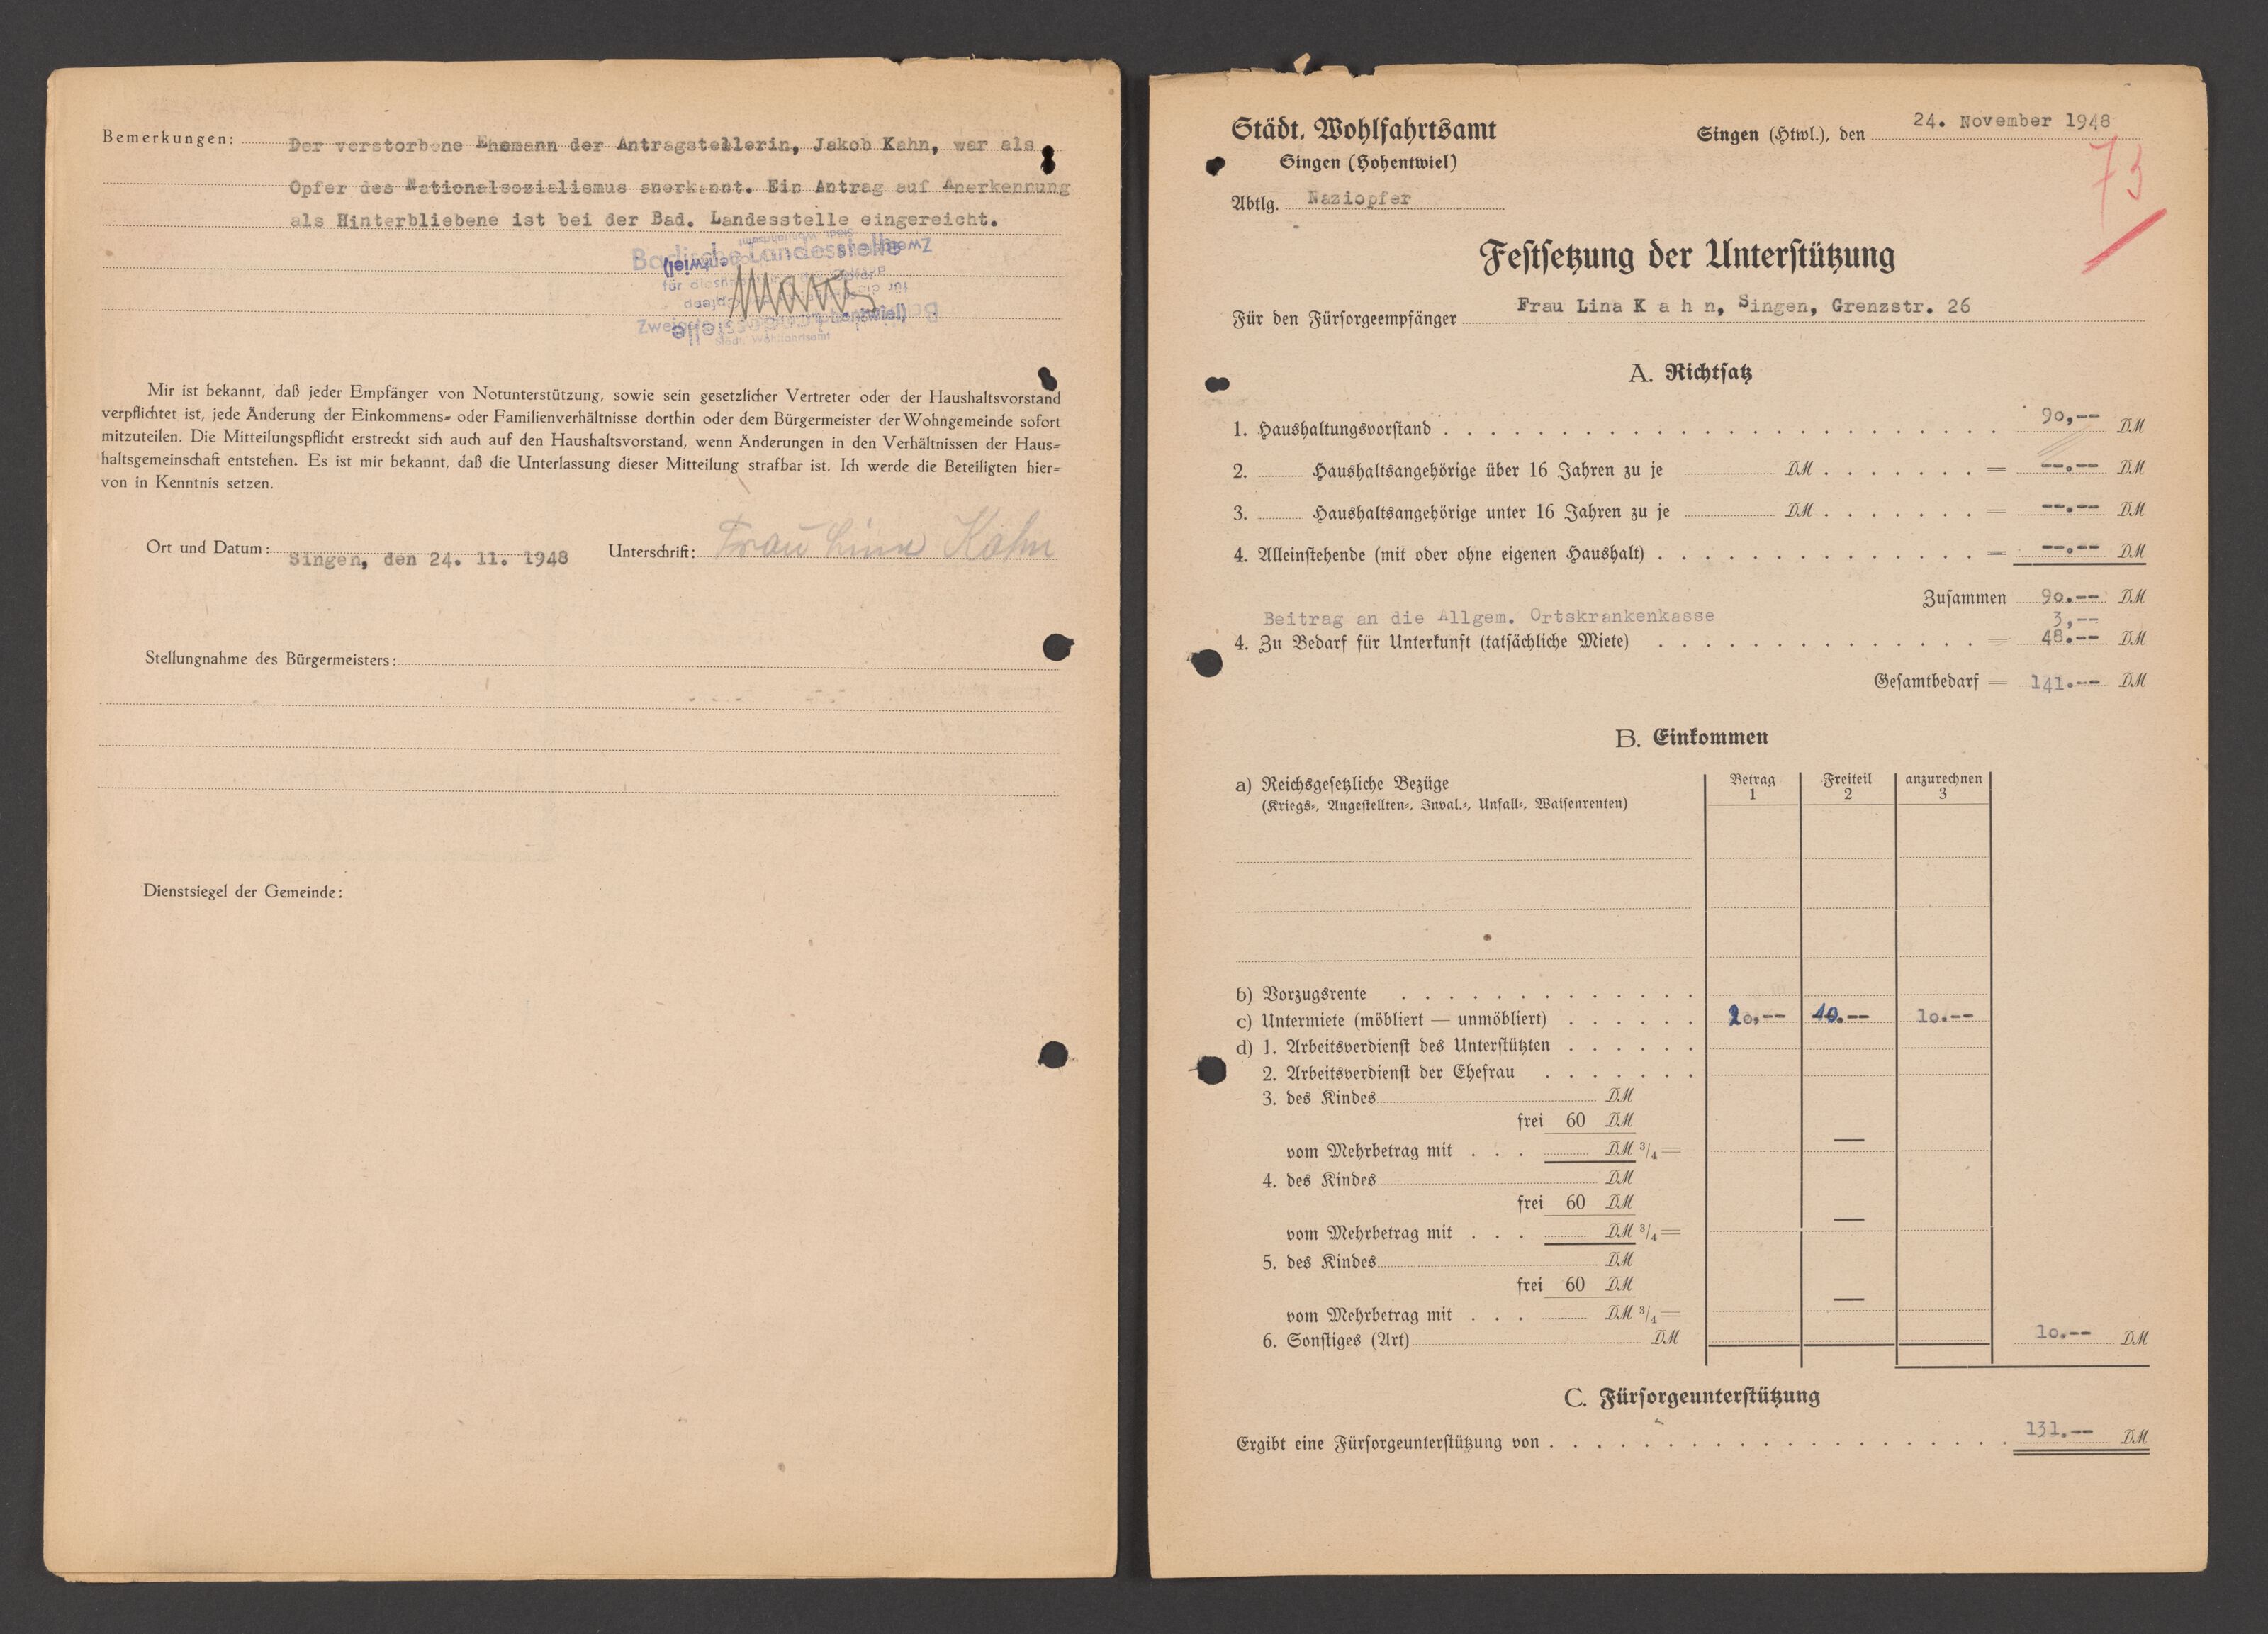 Bemerkungen: Der verstorbene Ehemann der Antragstellerin, Jakob Kahn, war als
Opfer des Nationalsozialismus anerkannt. Ein Antrag auf Anerkennung
als Hinterbliebene ist bei der Bad. Landesstelle eingereicht.
Badische Landesstelle
Städt. Wohlfahrtsamt
Mir ist bekannt, daß jeder Empfänger von Notunterstützung, sowie sein gesetzlicher Vertreter oder der Haushaltsvorstand
verpflichtet ist, jede Änderung der Einkommens- oder Familienverhältnisse dorthin oder dem Bürgermeister der Wohngemeinde sofort
mitzuteilen. Die Mitteilungspflicht erstreckt sich auch auf den Haushaltsvorstand, wenn Änderungen in den Verhältnissen der Haus-
haltsgemeinschaft entstehen. Es ist mir bekannt, daß die Unterlassung dieser Mitteilung strafbar ist. Ich werde die Beteiligten hier-
von in Kenntnis setzen.
Ort und Datum: Singen, den 24. 11. 1948 Unterschrift: Frau Lina Kahn
Stellungnahme des Bürgermeisters:
Dienstsiegel der Gemeinde:
Städt. Wohlfahrtsamt
Singen (Hohentwiel)
Singen (Htwl.), den 24. November 1948
73
Abtlg. Naziopfer
Festsetzung der Unterstützung
Für den Fürsorgeempfänger Frau Lina K a h n, Singen, Grenzstr. 26
A. Richtsatz
1. Haushaltungsvorstand 90,-- DM
2. Haushaltsangehörige über 16 Jahren zu je DM = --.-- DM
3. Haushaltsangehörige unter 16 Jahren zu je DM = --.-- DM
4. Alleinstehende (mit oder ohne eigenen Haushalt) = --.-- DM
Zusammen 90.-- DM
Beitrag an die Allgem. Ortskrankenkasse 3,--
4. Zu Bedarf für Unterkunft (tatsächliche Miete) = 48.-- DM
Gesamtbedarf = 141.-- DM
B. Einkommen
a) Reichsgesetzliche Bezüge
(Kriegs-, Angestellten-, Inval.-, Unfall-, Waisenrenten)
Betrag 1 Freiteil 2 anzurechnen 3
b) Vorzugsrente
c) Untermiete (möbliert — unmöbliert) 20,-- 10.-- 10.--
d) 1. Arbeitsverdienst des Unterstützten
2. Arbeitsverdienst der Ehefrau
3. des Kindes DM
frei 60 DM
vom Mehrbetrag mit DM 3/4 = —
4. des Kindes DM
frei 60 DM
vom Mehrbetrag mit DM 3/4 = —
5. des Kindes DM
frei 60 DM
vom Mehrbetrag mit DM 3/4 = —
6. Sonstiges (Art) DM 10.-- DM
C. Fürsorgeunterstützung
Ergibt eine Fürsorgeunterstützung von 131.-- DM